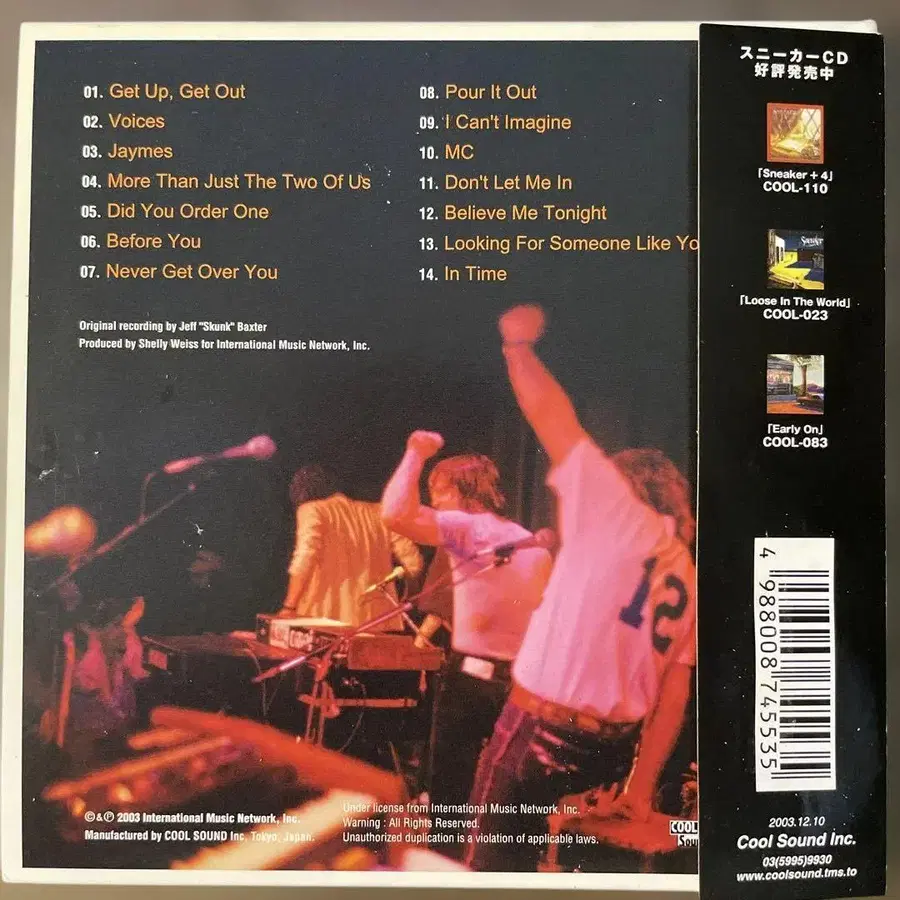 01. Get Up, Get Out
02. Voices
03. Jaymes
04. More Than Just The Two Of Us
05. Did You Order One
06. Before You
07. Never Get Over You
08. Pour It Out
09. I Can't Imagine
10. MC
11. Don't Let Me In
12. Believe Me Tonight
13. Looking For Someone Like Yo
14. In Time
Original recording by Jeff "Skunk" Baxter
Produced by Shelly Weiss for International Music Network, Inc.
12
©&℗ 2003 International Music Network, Inc.
Manufactured by COOL SOUND Inc. Tokyo, Japan.
Under license from International Music Network, Inc.
Warning : All Rights Reserved.
Unauthorized duplication is a violation of applicable laws.
COOL
スニーカーCD
好評発売中
「Sneaker + 4」
COOL-110
Sneaker
「Loose In The World」
COOL-023
「Early On」
COOL-083
4 988008 745535
2003.12.10
Cool Sound Inc.
03(5995)9930
www.coolsound.tms.to